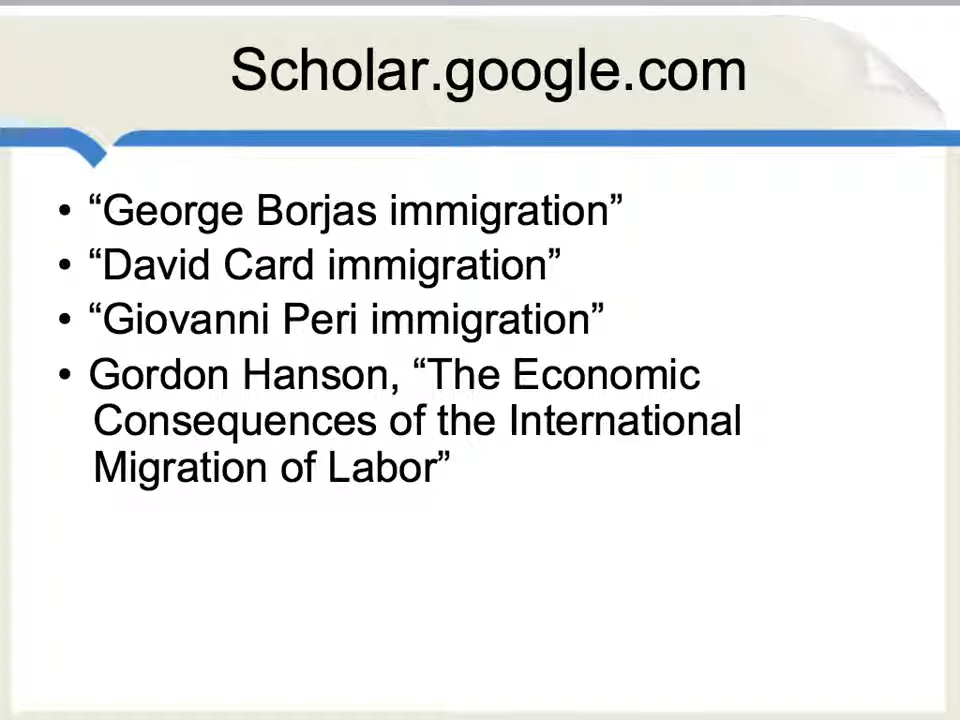 Scholar.google.com
• “George Borjas immigration”
• “David Card immigration”
• “Giovanni Peri immigration”
• Gordon Hanson, “The Economic
Consequences of the International
Migration of Labor”